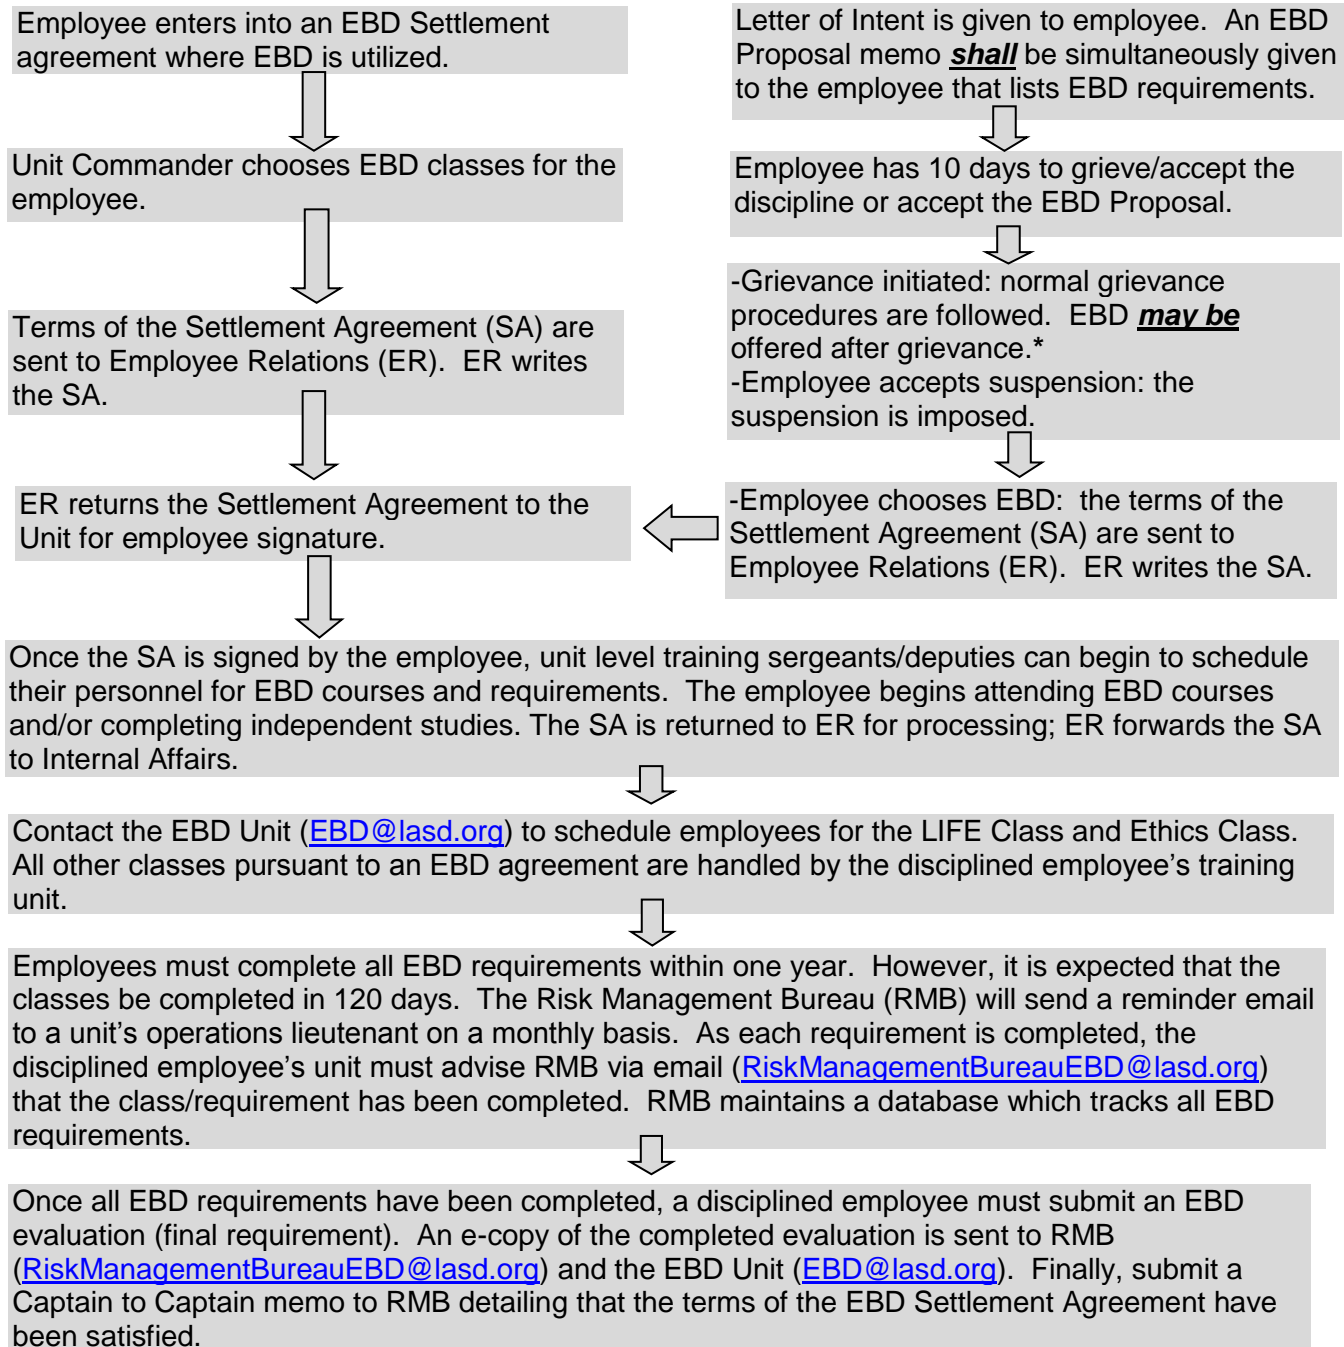 Employee enters into an EBD Settlement
agreement where EBD is utilized.
Unit Commander chooses EBD classes for the
employee.
Terms of the Settlement Agreement (SA) are
sent to Employee Relations (ER).  ER writes
the SA.
ER returns the Settlement Agreement to the
Unit for employee signature.
Letter of Intent is given to employee.  An EBD
Proposal memo shall be simultaneously given
to the employee that lists EBD requirements.
Employee has 10 days to grieve/accept the
discipline or accept the EBD Proposal.
-Grievance initiated: normal grievance
procedures are followed.  EBD may be
offered after grievance.*
-Employee accepts suspension: the
suspension is imposed.
-Employee chooses EBD:  the terms of the
Settlement Agreement (SA) are sent to
Employee Relations (ER).  ER writes the SA.
Once the SA is signed by the employee, unit level training sergeants/deputies can begin to schedule
their personnel for EBD courses and requirements.  The employee begins attending EBD courses
and/or completing independent studies. The SA is returned to ER for processing; ER forwards the SA
to Internal Affairs.
Contact the EBD Unit (EBD@lasd.org) to schedule employees for the LIFE Class and Ethics Class.
All other classes pursuant to an EBD agreement are handled by the disciplined employee's training
unit.
Employees must complete all EBD requirements within one year.  However, it is expected that the
classes be completed in 120 days.  The Risk Management Bureau (RMB) will send a reminder email
to a unit's operations lieutenant on a monthly basis.  As each requirement is completed, the
disciplined employee's unit must advise RMB via email (RiskManagementBureauEBD@lasd.org)
that the class/requirement has been completed.  RMB maintains a database which tracks all EBD
requirements.
Once all EBD requirements have been completed, a disciplined employee must submit an EBD
evaluation (final requirement).  An e-copy of the completed evaluation is sent to RMB
(RiskManagementBureauEBD@lasd.org) and the EBD Unit (EBD@lasd.org).  Finally, submit a
Captain to Captain memo to RMB detailing that the terms of the EBD Settlement Agreement have
been satisfied.